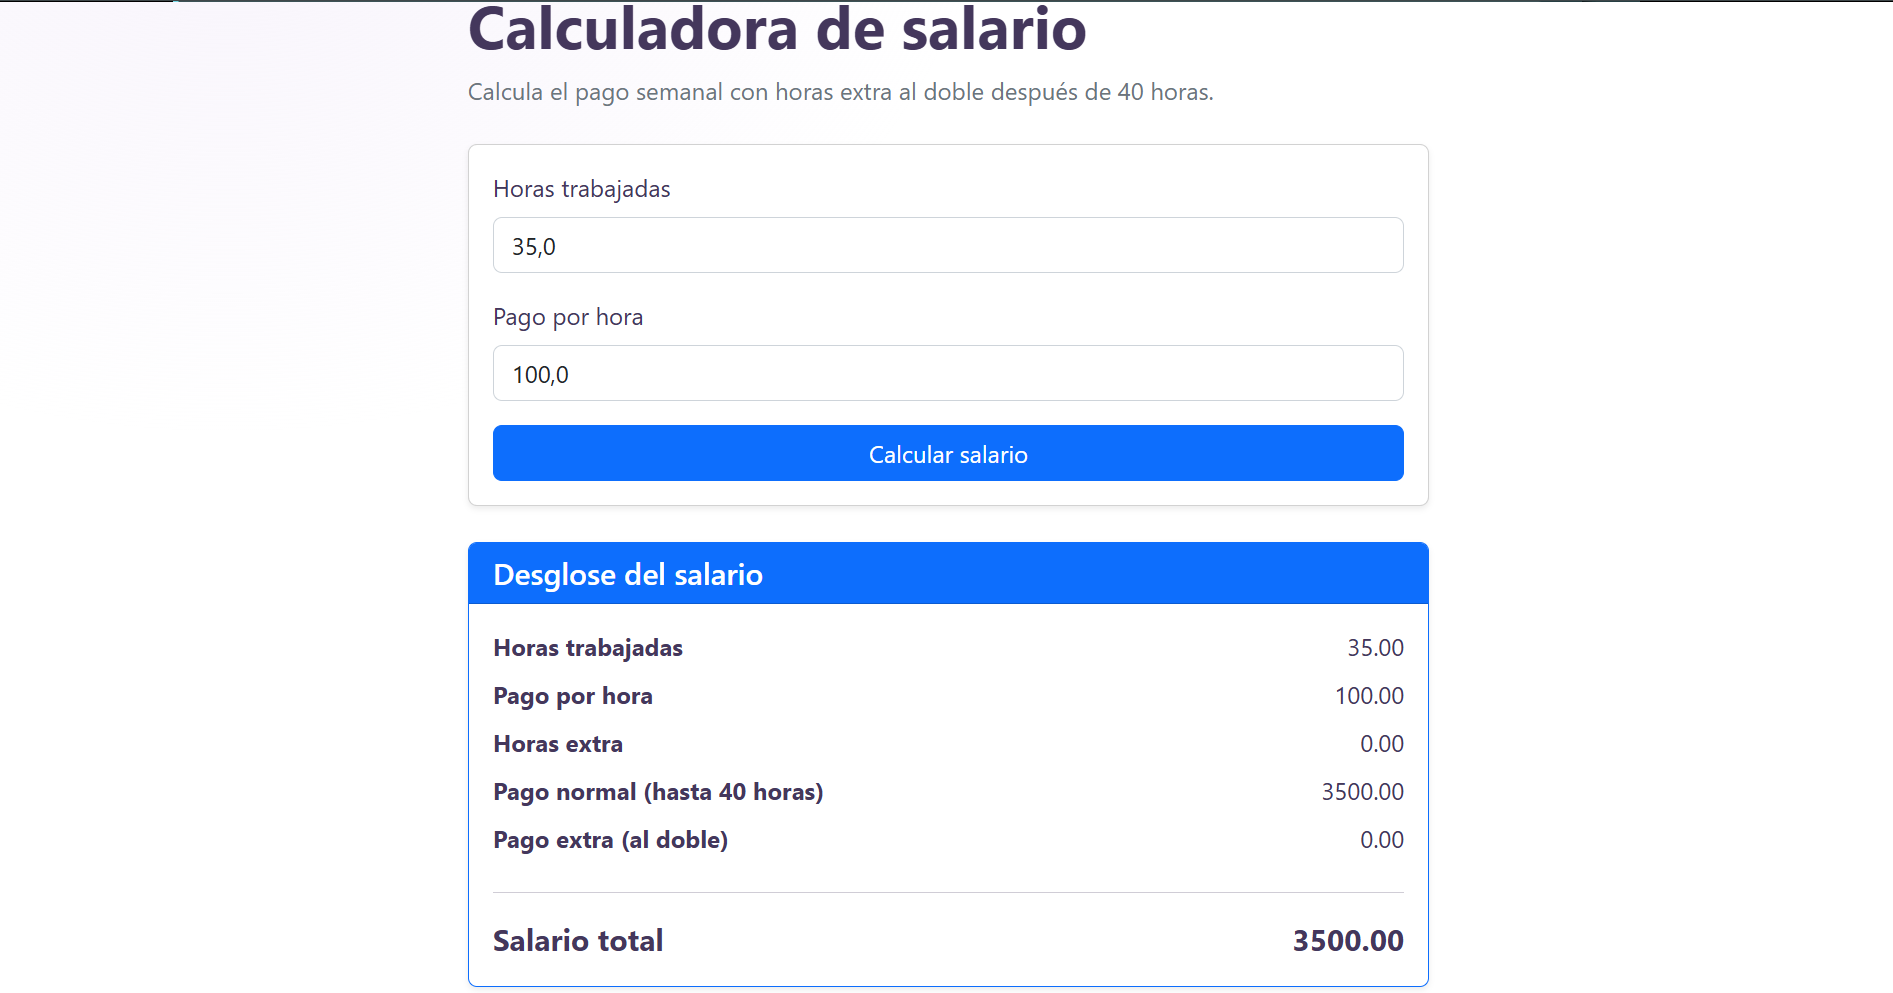 Calculadora de salario
Calcula el pago semanal con horas extra al doble después de 40 horas.
Horas trabajadas
35,0
Pago por hora
100,0
Calcular salario
Desglose del salario
Horas trabajadas 35.00
Pago por hora 100.00
Horas extra 0.00
Pago normal (hasta 40 horas) 3500.00
Pago extra (al doble) 0.00
Salario total 3500.00